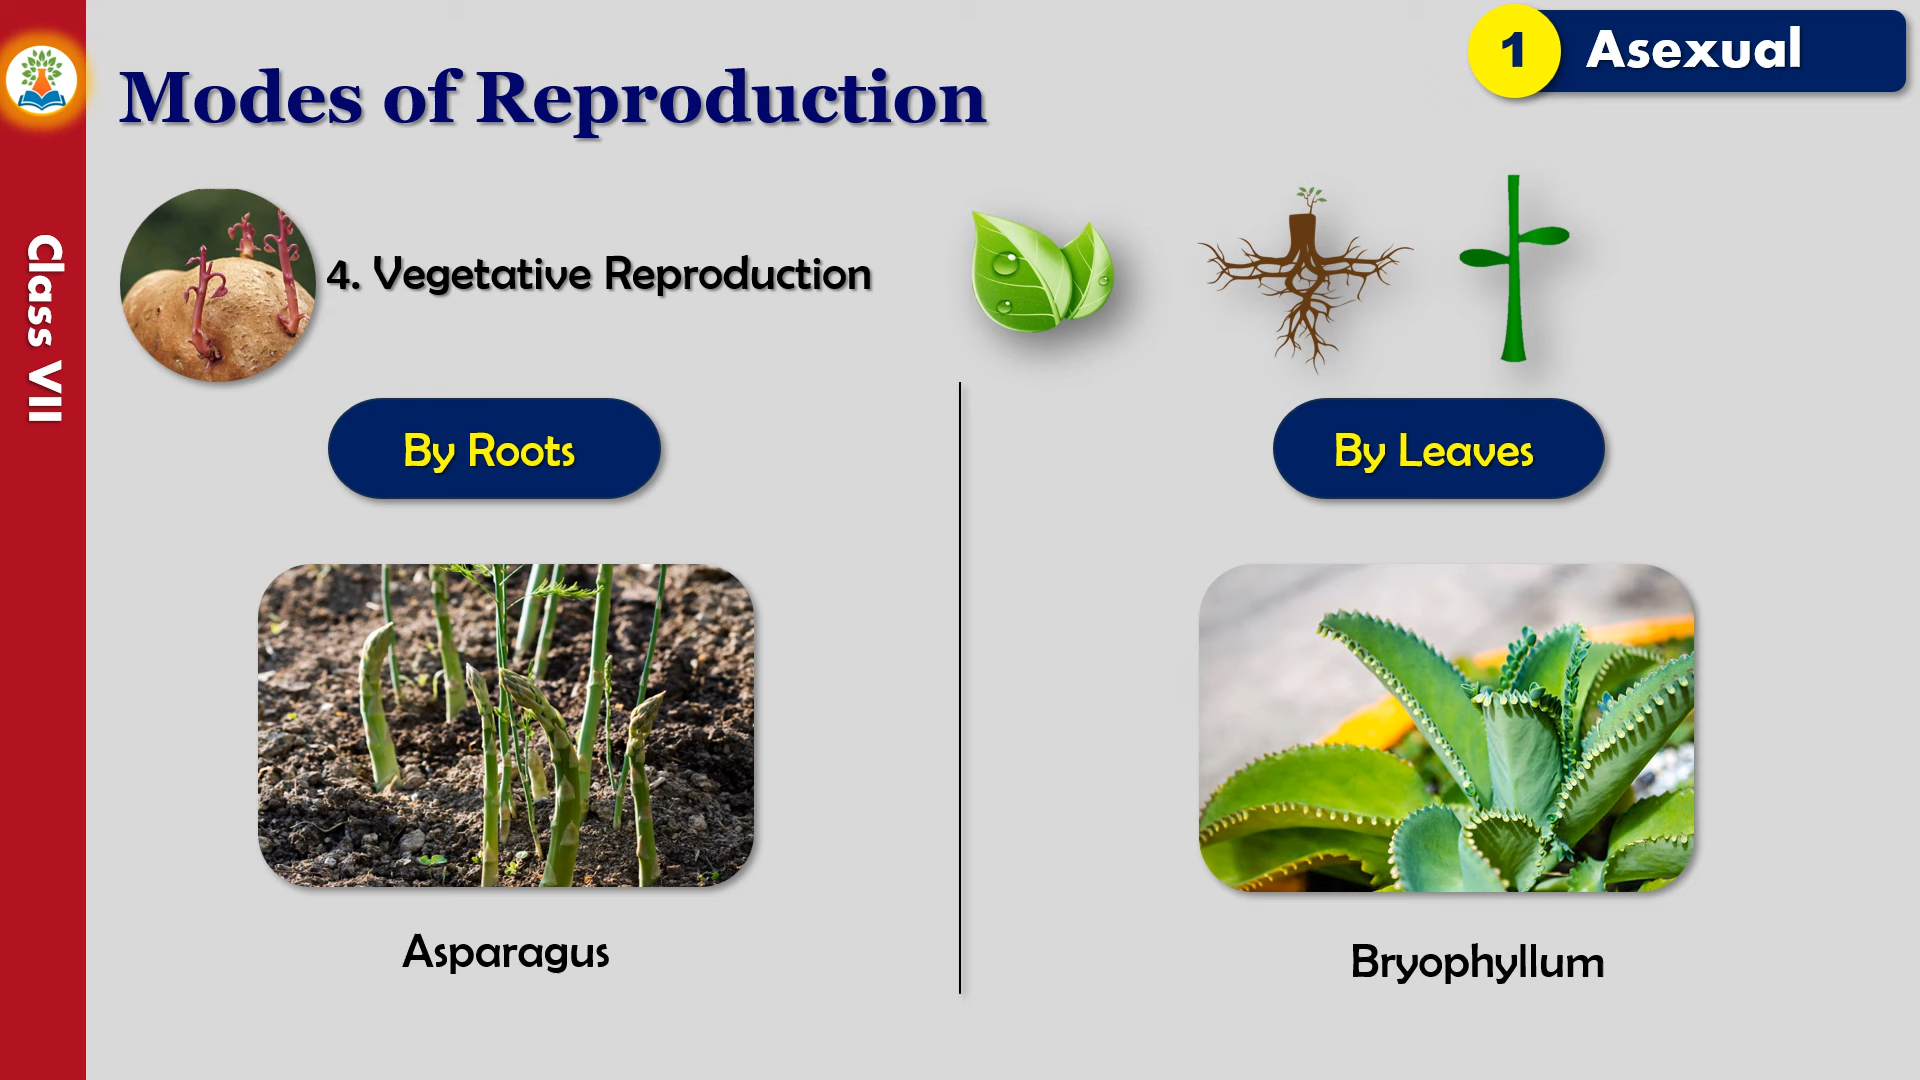 1 Asexual
Modes of Reproduction
Class VII
4. Vegetative Reproduction
By Roots
By Leaves
Asparagus
Bryophyllum